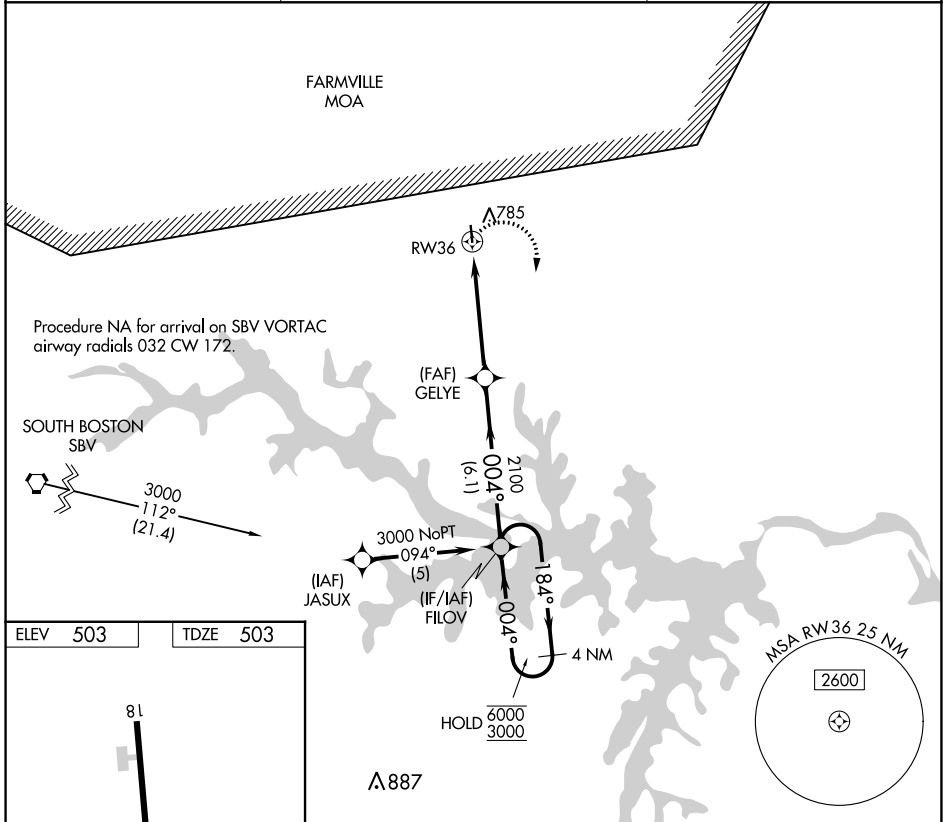 FARMVILLE
MOA
785
RW36
Procedure NA for arrival on SBV VORTAC
airway radials 032 CW 172.
(FAF)
GELYE
SOUTH BOSTON
SBV
3000
112°
(21.4)
2100
004°
(6.1)
3000 NoPT
094°
(5)
(IAF)
JASUX
(IF/IAF)
FILOV
184°
004°
4 NM
HOLD 6000
3000
887
MSA RW36 25 NM
2600
ELEV 503
TDZE 503
18